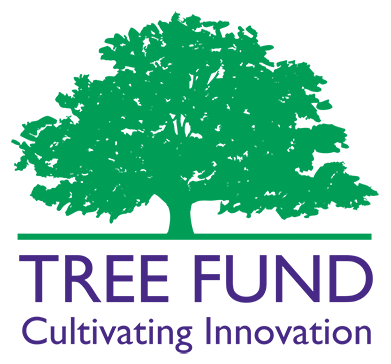 TREE FUND
Cultivating Innovation